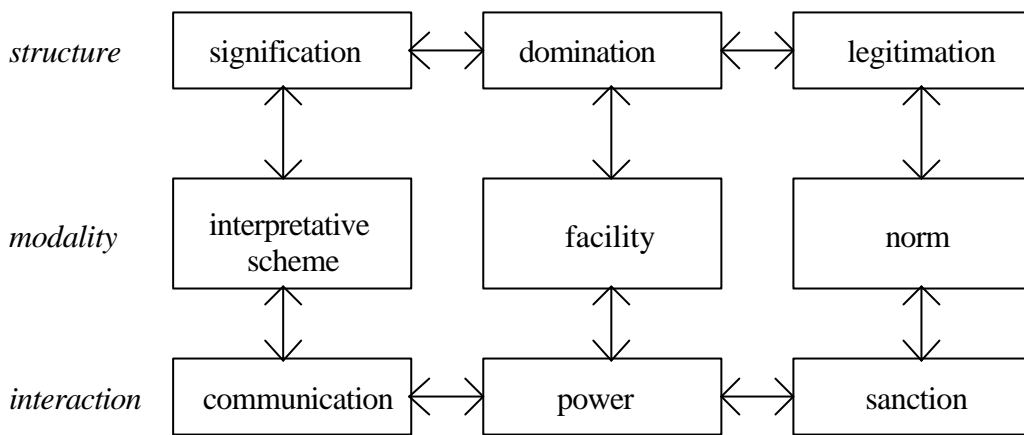 structure signification domination legitimation
modality interpretative scheme facility norm
interaction communication power sanction